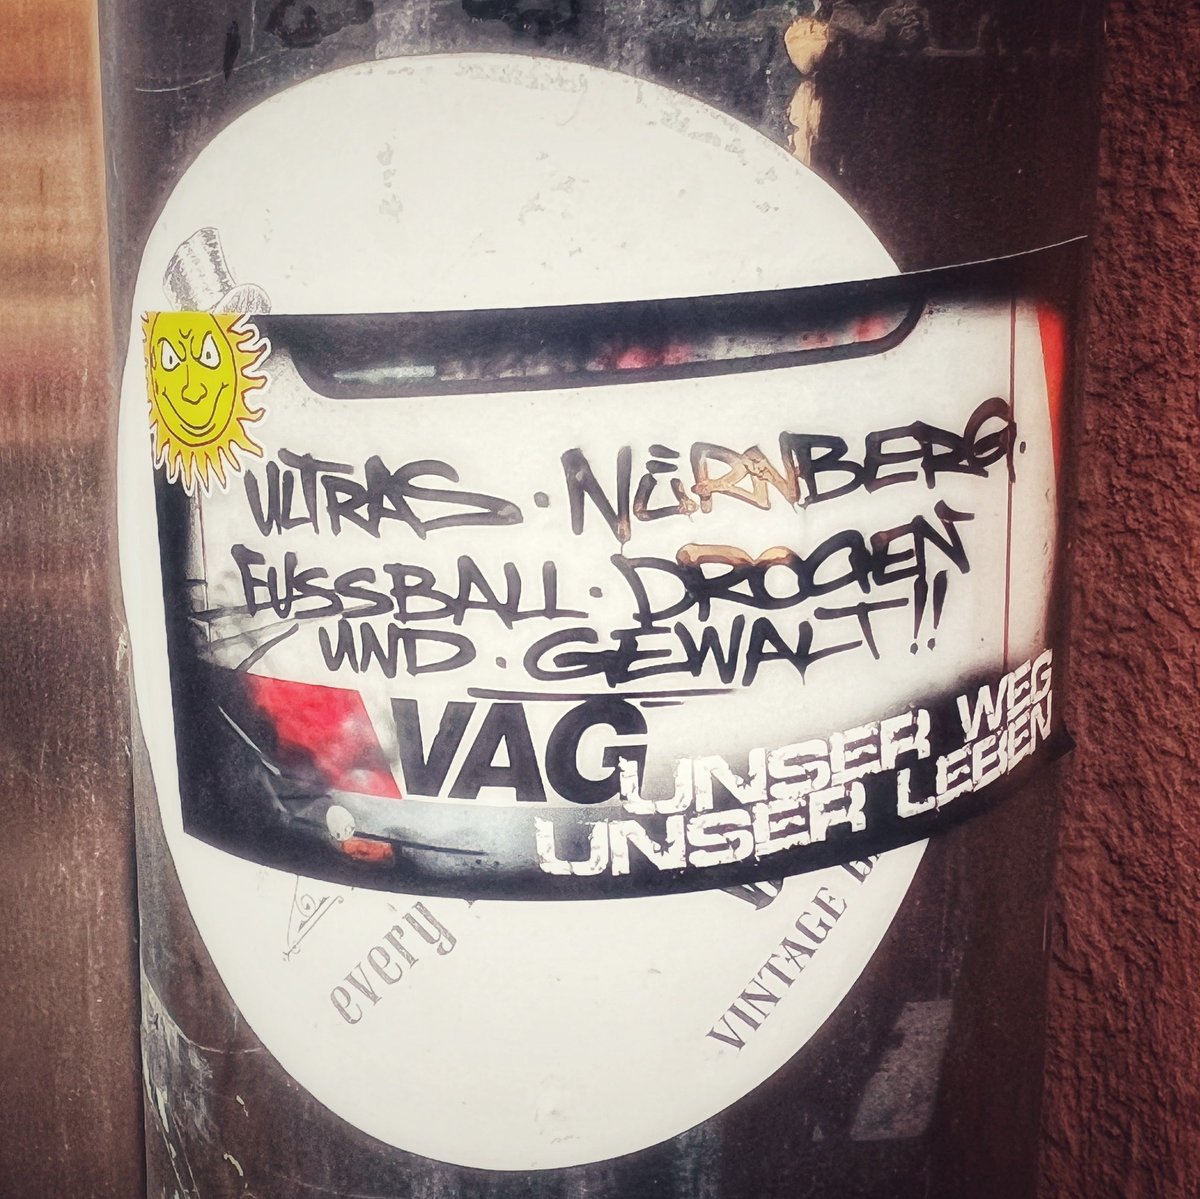 ULTRAS · NÜRNBERG.
FUSSBALL · DROGEN
UND · GEWALT!!
VAG
UNSER WEG
UNSER LEBEN
every
VINTAGE